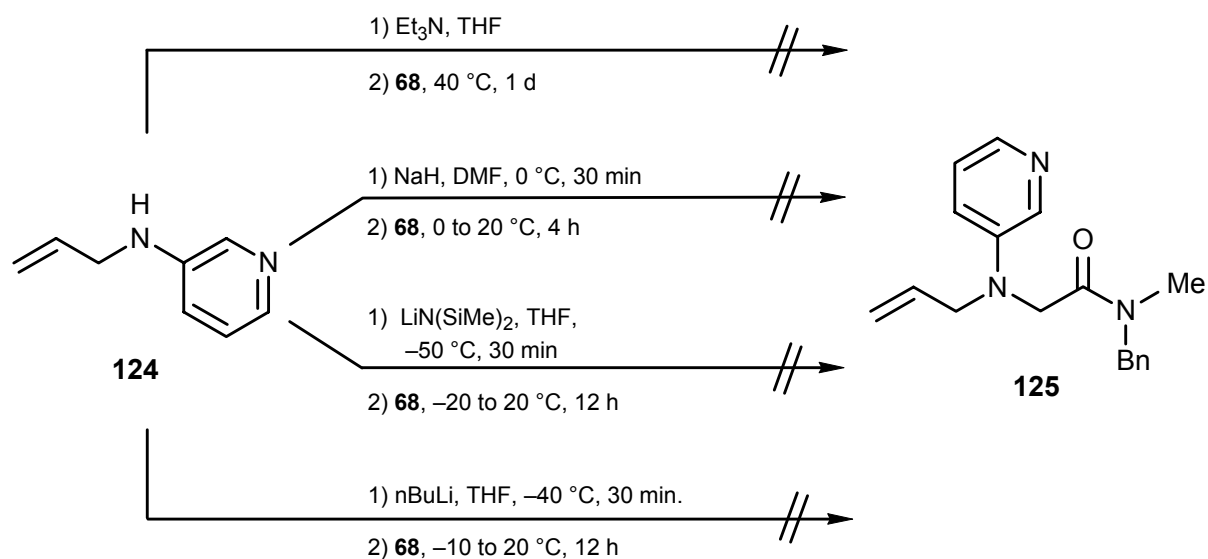 1) Et₃N, THF
2) 68, 40 °C, 1 d
1) NaH, DMF, 0 °C, 30 min
2) 68, 0 to 20 °C, 4 h
H
N
N
124
1) LiN(SiMe)₂, THF,
–50 °C, 30 min
2) 68, –20 to 20 °C, 12 h
1) nBuLi, THF, –40 °C, 30 min.
2) 68, –10 to 20 °C, 12 h
N
O
N
Me
N
Bn
125